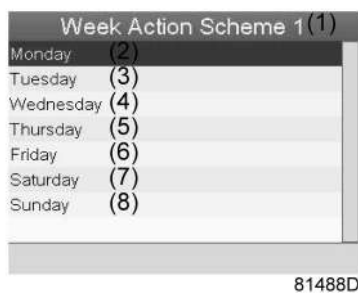 Week Action Scheme 1 (1)
Monday (2)
Tuesday (3)
Wednesday (4)
Thursday (5)
Friday (6)
Saturday (7)
Sunday (8)
81488D